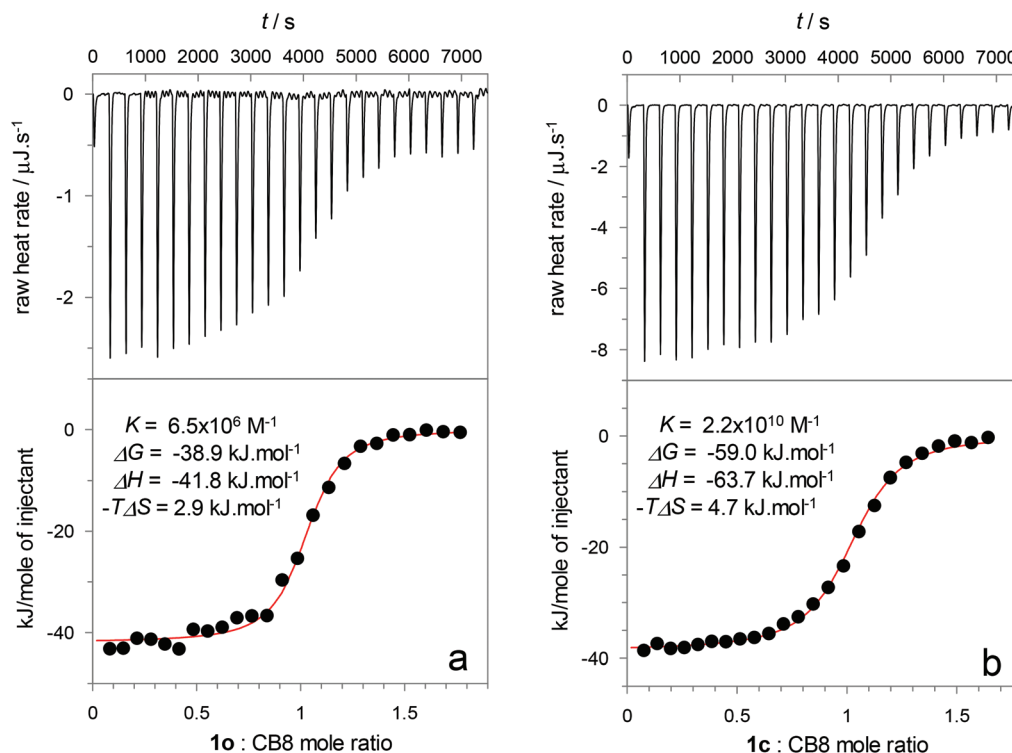 t / s
0 1000 2000 3000 4000 5000 6000 7000
raw heat rate / μJ.s⁻¹
0
-1
-2
K = 6.5x10⁶ M⁻¹
ΔG = -38.9 kJ.mol⁻¹
ΔH = -41.8 kJ.mol⁻¹
-TΔS = 2.9 kJ.mol⁻¹
kJ/mole of injectant
0
-20
-40
a
0 0.5 1 1.5
1o : CB8 mole ratio
t / s
0 1000 2000 3000 4000 5000 6000 7000
raw heat rate / μJ.s⁻¹
0
-2
-4
-6
-8
K = 2.2x10¹⁰ M⁻¹
ΔG = -59.0 kJ.mol⁻¹
ΔH = -63.7 kJ.mol⁻¹
-TΔS = 4.7 kJ.mol⁻¹
kJ/mole of injectant
0
-20
-40
b
0 0.5 1 1.5
1c : CB8 mole ratio